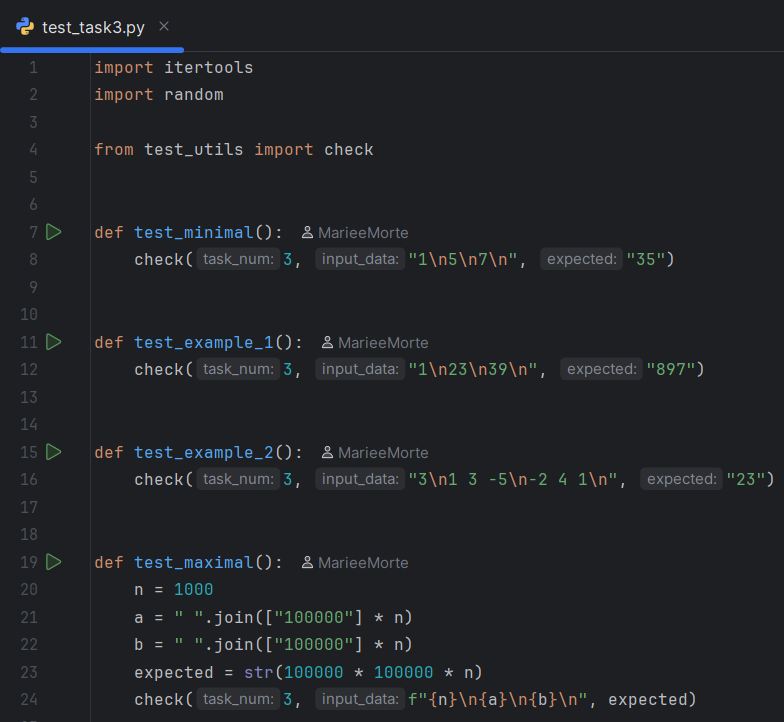 test_task3.py
1 import itertools
2 import random
3
4 from test_utils import check
5
6
7 def test_minimal(): MarieeMorte
8 check( task_num: 3, input_data: "1\n5\n7\n", expected: "35")
9
10
11 def test_example_1(): MarieeMorte
12 check( task_num: 3, input_data: "1\n23\n39\n", expected: "897")
13
14
15 def test_example_2(): MarieeMorte
16 check( task_num: 3, input_data: "3\n1 3 -5\n-2 4 1\n", expected: "23")
17
18
19 def test_maximal(): MarieeMorte
20 n = 1000
21 a = " ".join(["100000"] * n)
22 b = " ".join(["100000"] * n)
23 expected = str(100000 * 100000 * n)
24 check( task_num: 3, input_data: f"{n}\n{a}\n{b}\n", expected)